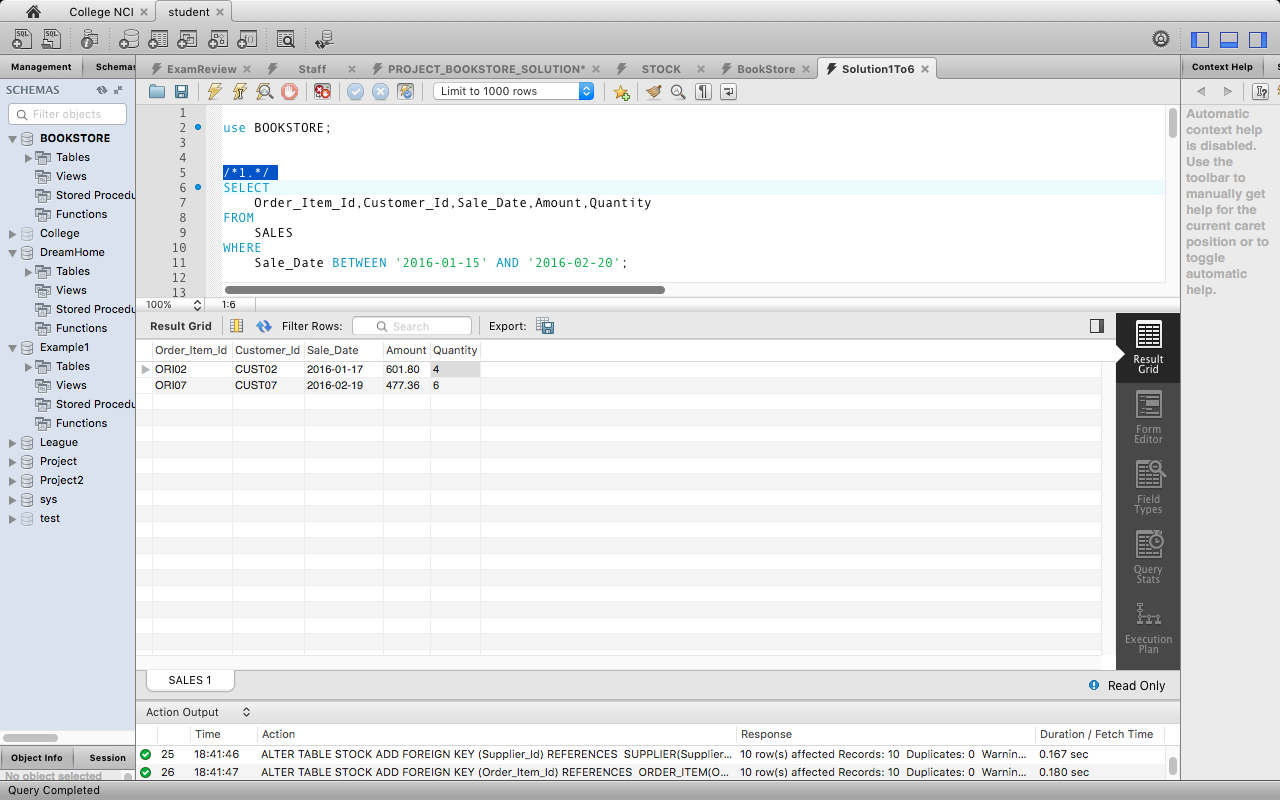 College NCI
student
Management
Schemas
ExamReview
Staff
PROJECT_BOOKSTORE_SOLUTION*
STOCK
BookStore
Solution1To6
Context Help
SCHEMAS
Filter objects
Limit to 1000 rows
BOOKSTORE
Tables
Views
Stored Procedu
Functions
College
DreamHome
Tables
Views
Stored Procedu
Functions
Example1
Tables
Views
Stored Procedu
Functions
League
Project
Project2
sys
test
Object Info
Session
No object selected
1
2 use BOOKSTORE;
3
4
5 /*1.*/
6 SELECT
7 Order_Item_Id,Customer_Id,Sale_Date,Amount,Quantity
8 FROM
9 SALES
10 WHERE
11 Sale_Date BETWEEN '2016-01-15' AND '2016-02-20';
12
13
100%
1:6
Automatic
context help
is disabled.
Use the
toolbar to
manually get
help for the
current caret
position or to
toggle
automatic
help.
Result Grid
Filter Rows:
Search
Export:
Order_Item_Id Customer_Id Sale_Date Amount Quantity
ORI02 CUST02 2016-01-17 601.80 4
ORI07 CUST07 2016-02-19 477.36 6
Result
Grid
Form
Editor
Field
Types
Query
Stats
Execution
Plan
SALES 1
Read Only
Action Output
Time Action Response Duration / Fetch Time
25 18:41:46 ALTER TABLE STOCK ADD FOREIGN KEY (Supplier_Id) REFERENCES SUPPLIER(Supplier... 10 row(s) affected Records: 10 Duplicates: 0 Warnin... 0.167 sec
26 18:41:47 ALTER TABLE STOCK ADD FOREIGN KEY (Order_Item_Id) REFERENCES ORDER_ITEM(O... 10 row(s) affected Records: 10 Duplicates: 0 Warnin... 0.180 sec
Query Completed